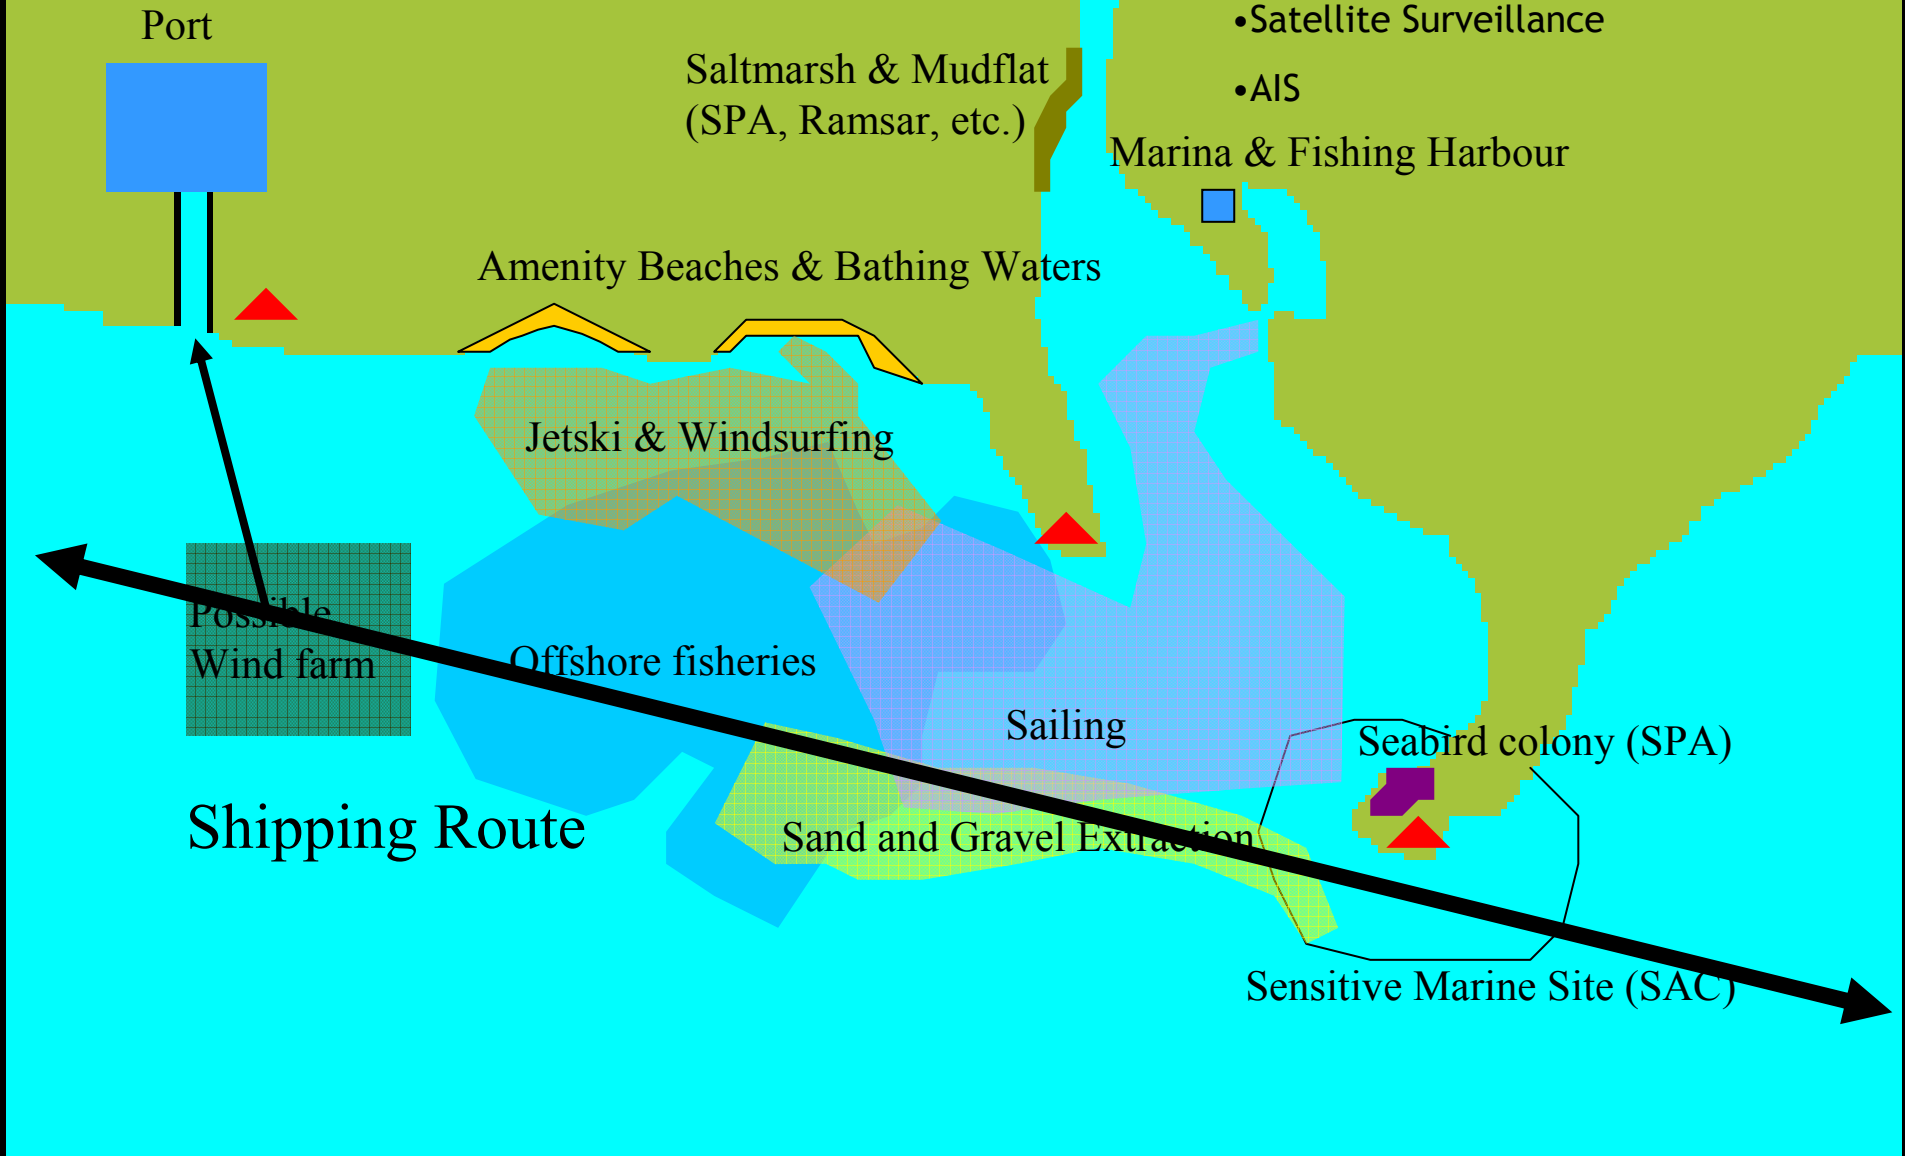 Port
•Satellite Surveillance
Saltmarsh & Mudflat
(SPA, Ramsar, etc.)
•AIS
Marina & Fishing Harbour
Amenity Beaches & Bathing Waters
Jetski & Windsurfing
Possible
Wind farm
Offshore fisheries
Sailing
Seabird colony (SPA)
Shipping Route
Sand and Gravel Extraction
Sensitive Marine Site (SAC)